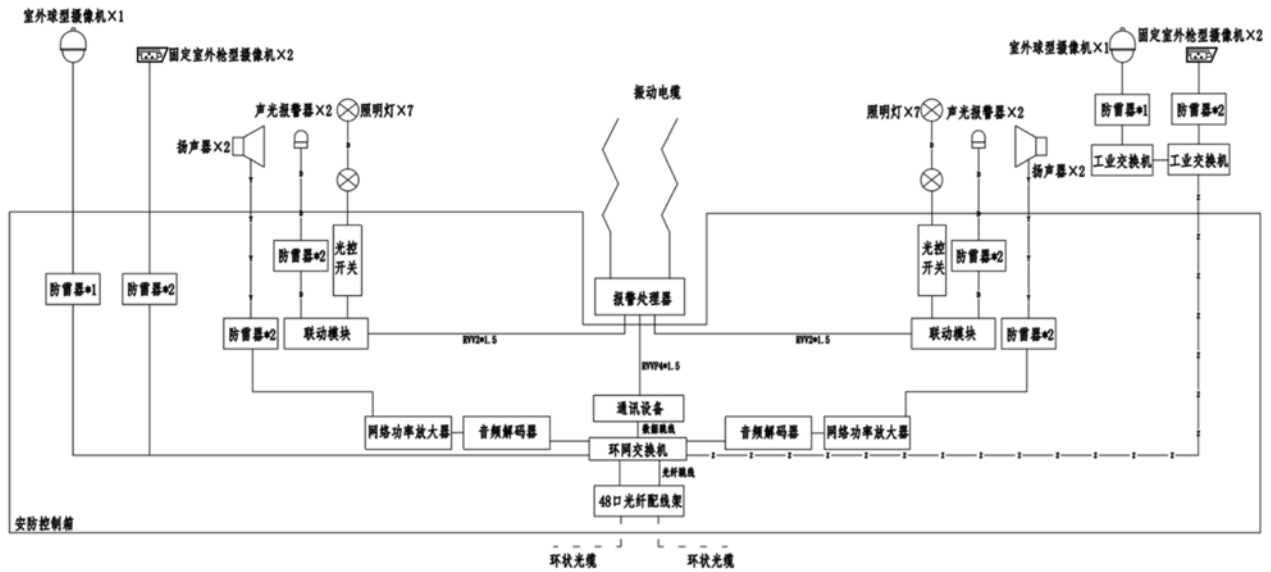 室外球型摄像机×1
固定室外枪型摄像机×2
声光报警器×2
照明灯×7
扬声器×2
振动电缆
照明灯×7
声光报警器×2
扬声器×2
室外球型摄像机×1
固定室外枪型摄像机×2
防雷器*1
防雷器*2
工业交换机
工业交换机
防雷器*1
防雷器*2
防雷器*2
光控
开关
防雷器*2
联动模块
报警处理器
光控
开关
防雷器*2
联动模块
防雷器*2
RVV2*1.5
RVV2*1.5
RVVP4*1.5
通讯设备
数据跳线
网络功率放大器
音频解码器
环网交换机
音频解码器
网络功率放大器
光纤跳线
48口光纤配线架
安防控制箱
环状光缆
环状光缆